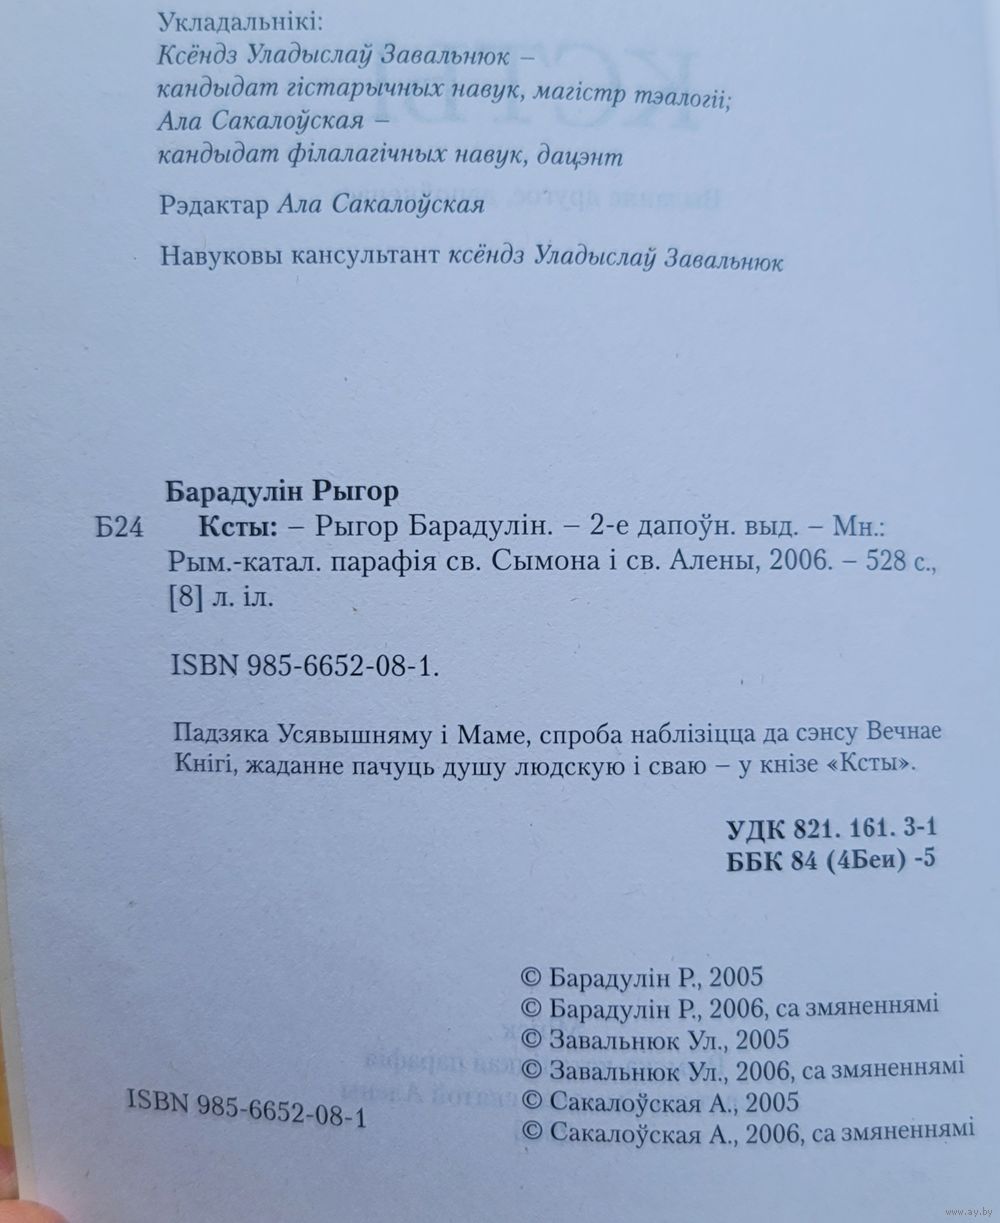 Укладальнікі:
Ксёндз Уладыслаў Завальнюк –
кандыдат гістарычных навук, магістр тэалогіі;
Ала Сакалоўская –
кандыдат філалагічных навук, дацэнт
Рэдактар Ала Сакалоўская
Навуковы кансультант ксёндз Уладыслаў Завальнюк
Барадулін Рыгор
Б24 Ксты: – Рыгор Барадулін. – 2-е дапоўн. выд. – Мн.:
Рым.-катал. парафія св. Сымона і св. Алены, 2006. – 528 с.,
[8] л. іл.
ISBN 985-6652-08-1.
Падзяка Усявышняму і Маме, спроба наблізіцца да сэнсу Вечнае
Кнігі, жаданне пачуць душу людскую і сваю – у кнізе «Ксты».
УДК 821. 161. 3-1
ББК 84 (4Беи) -5
© Барадулін Р., 2005
© Барадулін Р., 2006, са змяненнямі
© Завальнюк Ул., 2005
© Завальнюк Ул., 2006, са змяненнямі
© Сакалоўская А., 2005
© Сакалоўская А., 2006, са змяненнямі
ISBN 985-6652-08-1
www.ay.by